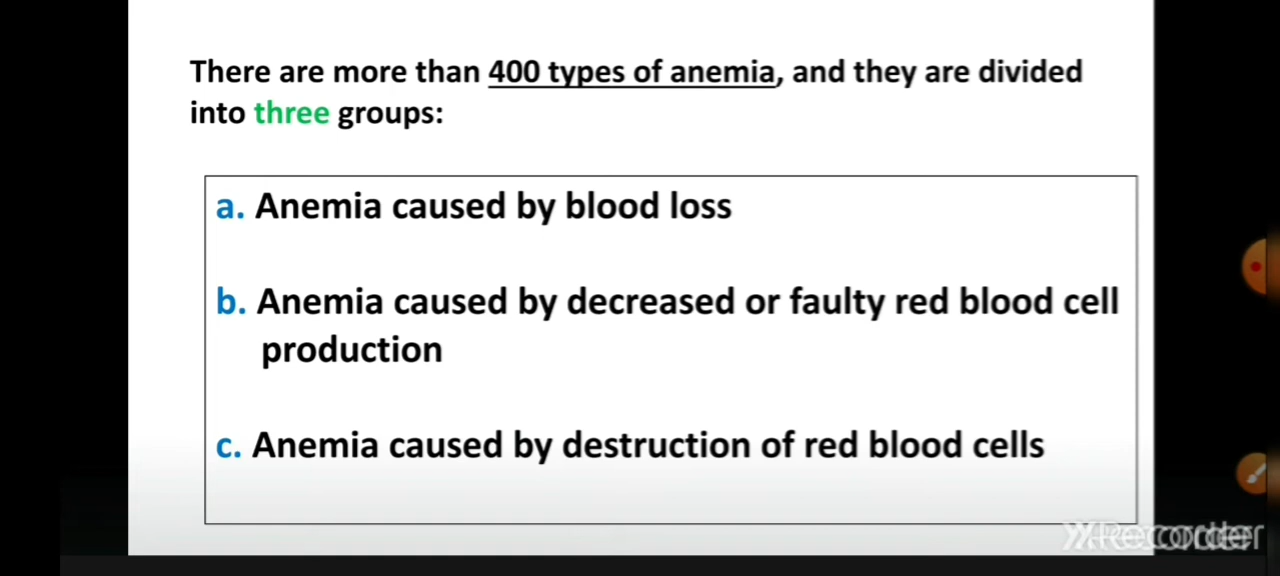 There are more than 400 types of anemia, and they are divided
into three groups:
a. Anemia caused by blood loss
b. Anemia caused by decreased or faulty red blood cell
production
c. Anemia caused by destruction of red blood cells